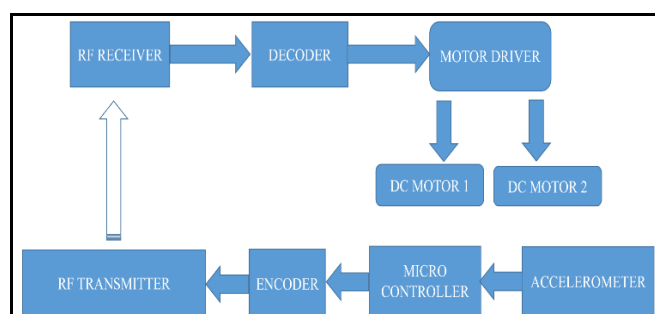 RF RECEIVER
DECODER
MOTOR DRIVER
DC MOTOR 1
DC MOTOR 2
RF TRANSMITTER
ENCODER
MICRO
CONTROLLER
ACCELEROMETER